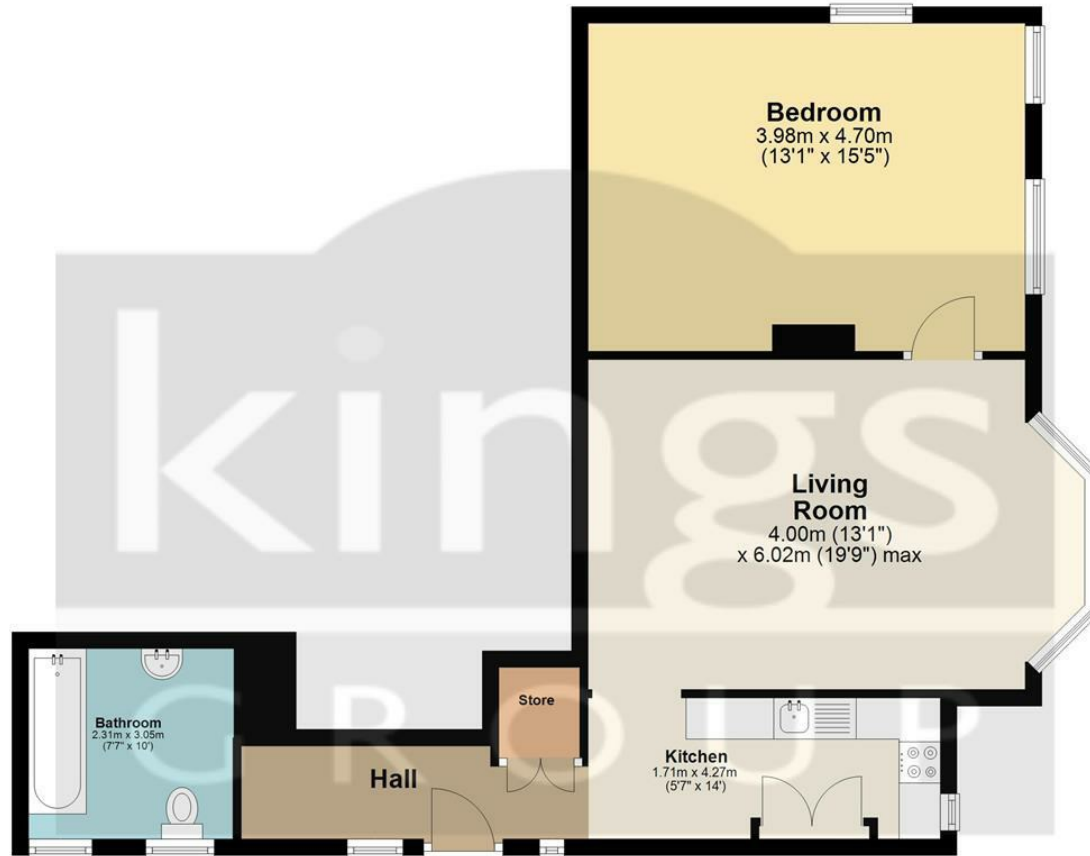 Bedroom
3.98m x 4.70m
(13'1" x 15'5")
kings
GROUP
Living
Room
4.00m (13'1")
x 6.02m (19'9") max
Store
Bathroom
2.31m x 3.05m
(7'7" x 10')
Hall
Kitchen
1.71m x 4.27m
(5'7" x 14')